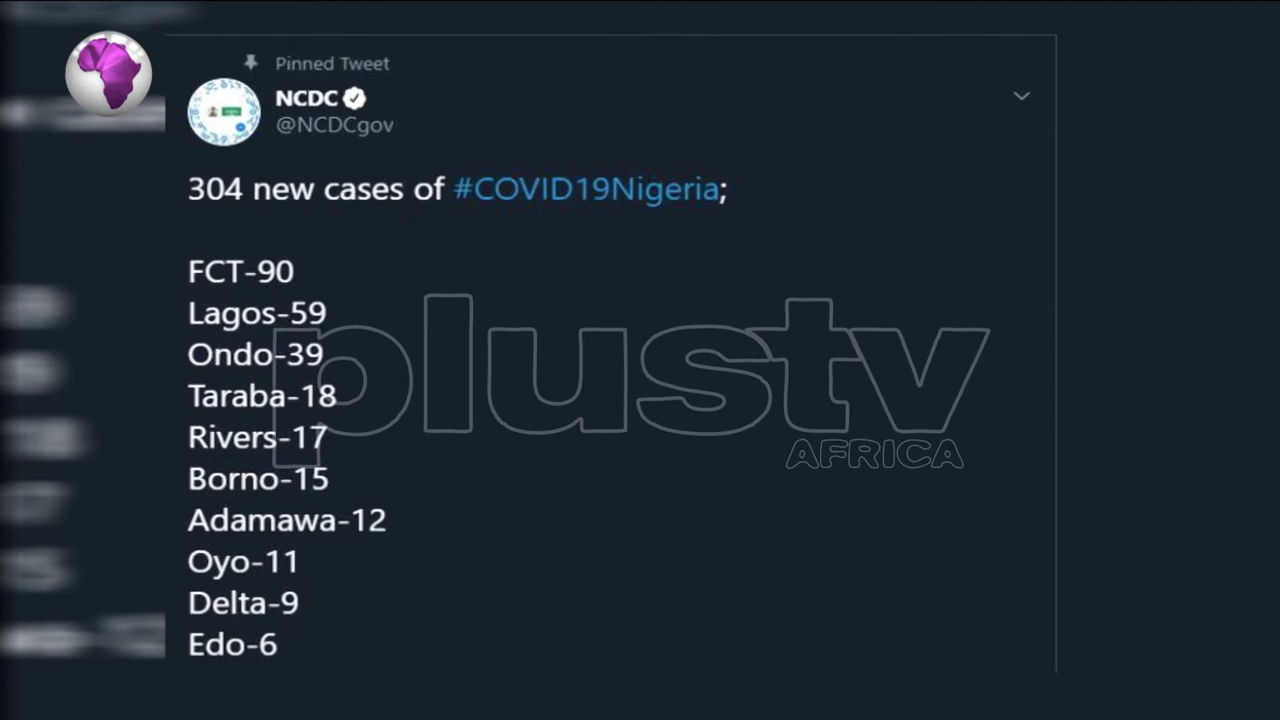 Pinned Tweet
NCDC
@NCDCgov
304 new cases of #COVID19Nigeria;
FCT-90
Lagos-59
Ondo-39
Taraba-18
Rivers-17
Borno-15
Adamawa-12
Oyo-11
Delta-9
Edo-6
plustv
AFRICA